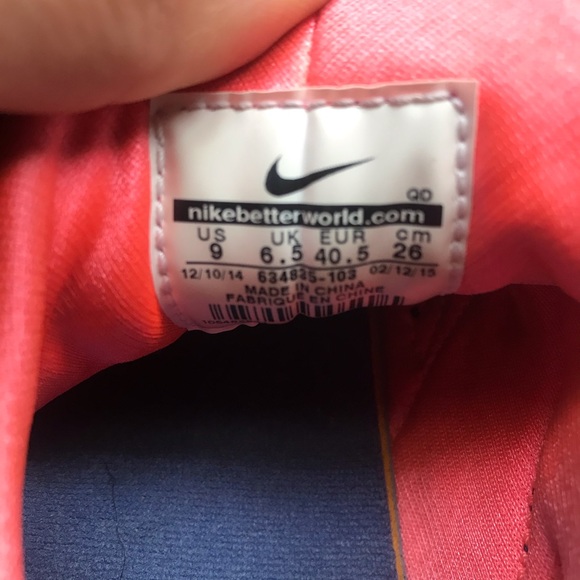 QD
nikebetterworld.com
US UK EUR cm
9 6.5 40.5 26
12/10/14 634835-103 02/12/15
MADE IN CHINA
FABRIQUE EN CHINE